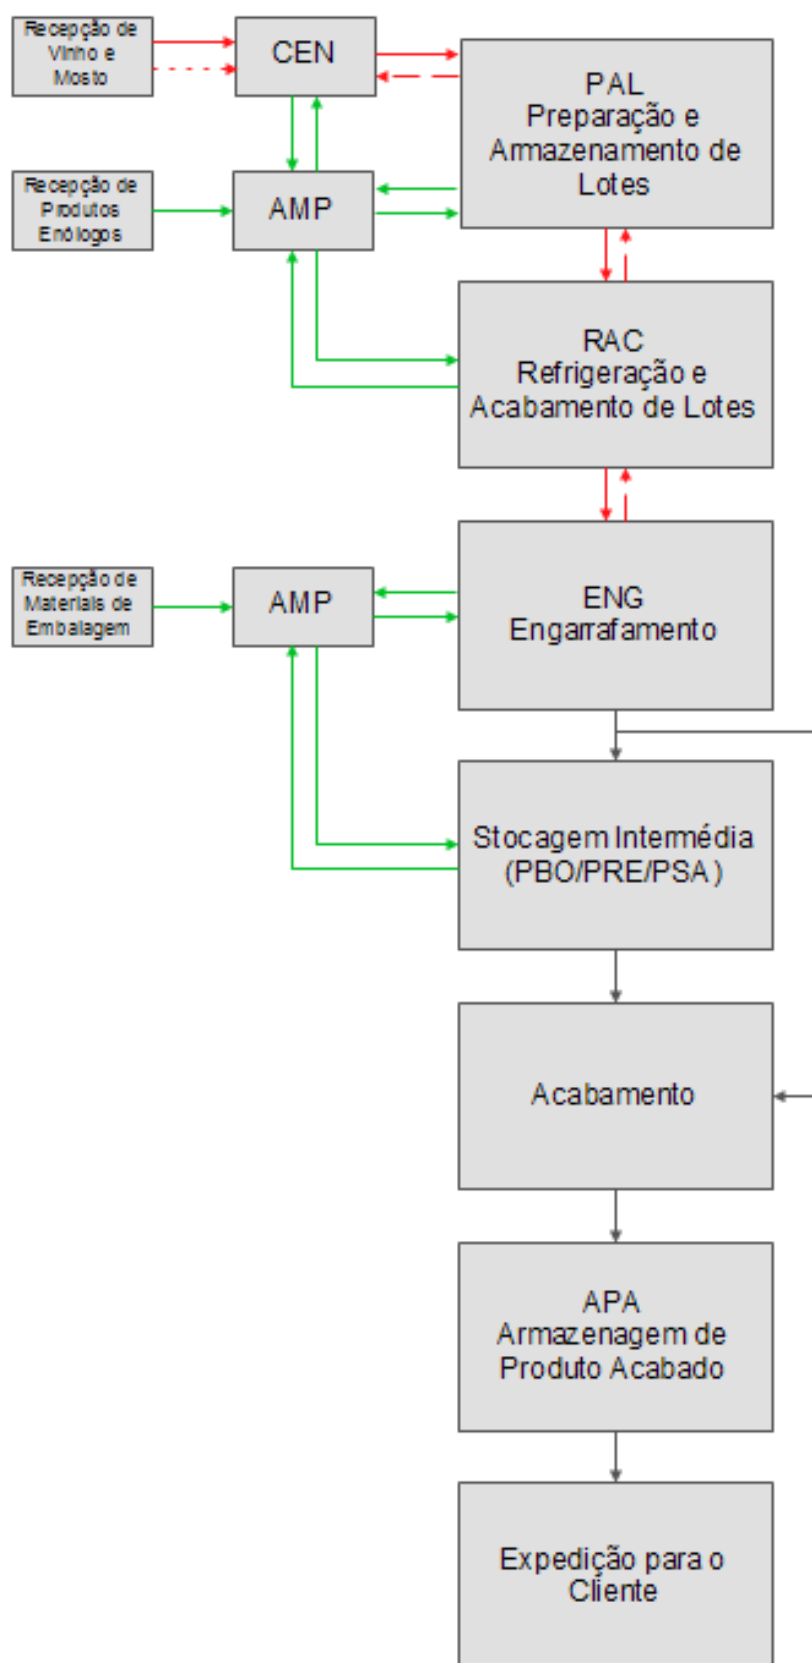 Recepção de
Vinho e
Mosto
CEN
PAL
Preparação e
Armazenamento de
Lotes
Recepção de
Produtos
Enólogos
AMP
RAC
Refrigeração e
Acabamento de Lotes
Recepção de
Materiais de
Embalagem
AMP
ENG
Engarrafamento
Stocagem Intermédia
(PBO/PRE/PSA)
Acabamento
APA
Armazenagem de
Produto Acabado
Expedição para o
Cliente